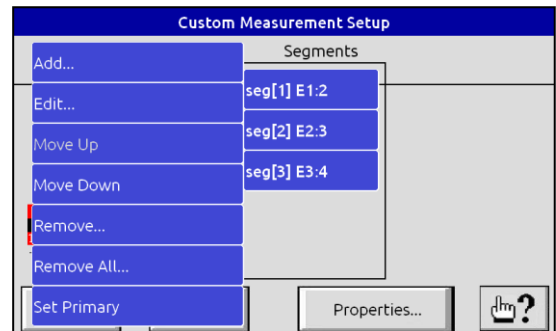 Custom Measurement Setup
Segments
Add...
seg[1] E1:2
Edit...
seg[2] E2:3
Move Up
seg[3] E3:4
Move Down
Remove...
Remove All...
Set Primary
Properties...
?